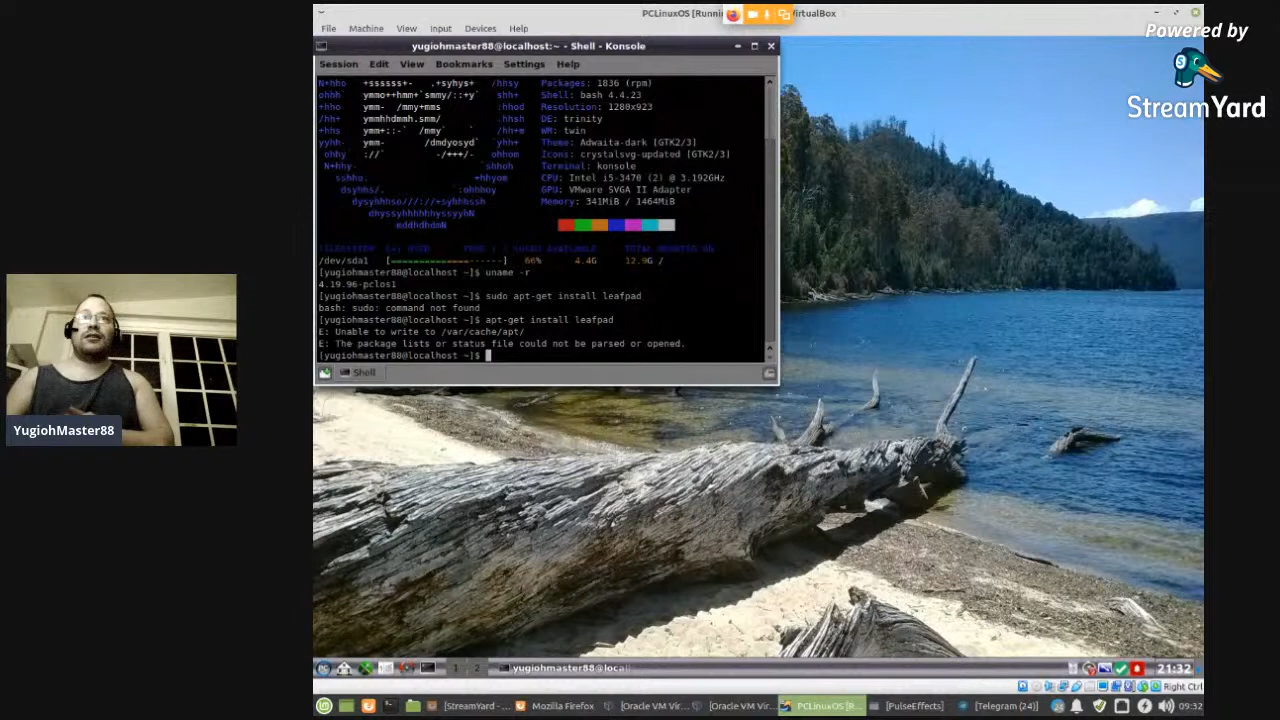 PCLinuxOS [Runni
VirtualBox
File Machine View Input Devices Help
Powered by
StreamYard
yugiohmaster88@localhost:~ - Shell - Konsole
Session Edit View Bookmarks Settings Help
Packages: 1836 (rpm)
Shell: bash 4.4.23
Resolution: 1280x923
DE: trinity
WM: twin
Theme: Adwaita-dark [GTK2/3]
Icons: crystalsvg-updated [GTK2/3]
Terminal: konsole
CPU: Intel i5-3470 (2) @ 3.192GHz
GPU: VMware SVGA II Adapter
Memory: 341MiB / 1464MiB
/dev/sda1 66% 4.4G 12.9G /
[yugiohmaster88@localhost ~]$ uname -r
4.19.96-pclos1
[yugiohmaster88@localhost ~]$ sudo apt-get install leafpad
bash: sudo: command not found
[yugiohmaster88@localhost ~]$ apt-get install leafpad
E: Unable to write to /var/cache/apt/
E: The package lists or status file could not be parsed or opened.
[yugiohmaster88@localhost ~]$
Shell
YugiohMaster88
1 2 yugiohmaster88@local 21:32
Right Ctrl
[StreamYard - ... Mozilla Firefox [Oracle VM Vir... [Oracle VM Vir... PCLinuxOS [R... [PulseEffects] [Telegram (24)] 09:32